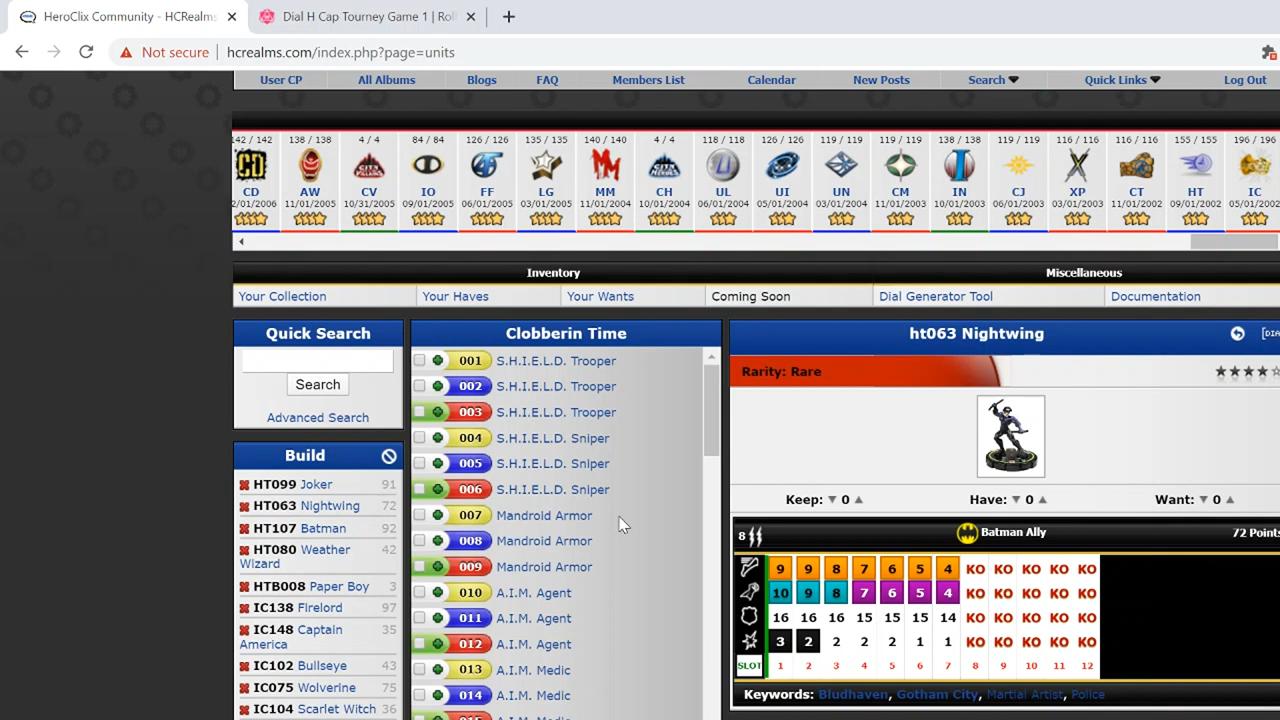 HeroClix Community - HCRealms
Dial H Cap Tourney Game 1 | Roll
Not secure | hcrealms.com/index.php?page=units
User CP All Albums Blogs FAQ Members List Calendar New Posts Search Quick Links Log Out
142 / 142 138 / 138 4 / 4 84 / 84 126 / 126 135 / 135 140 / 140 4 / 4 118 / 118 126 / 126 119 / 119 119 / 119 138 / 138 119 / 119 116 / 116 116 / 116 155 / 155 196 / 196
CD AW CV IO FF LG MM CH UL UI UN CM IN CJ XP CT HT IC
2/01/2006 11/01/2005 10/31/2005 09/01/2005 06/01/2005 03/01/2005 11/01/2004 10/01/2004 06/01/2004 05/01/2004 03/01/2004 11/01/2003 10/01/2003 06/01/2003 03/01/2003 11/01/2002 09/01/2002 05/01/2002
Inventory Miscellaneous
Your Collection Your Haves Your Wants Coming Soon Dial Generator Tool Documentation
Quick Search
Search
Advanced Search
Build
HT099 Joker 91
HT063 Nightwing 72
HT107 Batman 92
HT080 Weather Wizard 42
HTB008 Paper Boy 3
IC138 Firelord 97
IC148 Captain America 35
IC102 Bullseye 43
IC075 Wolverine 75
IC104 Scarlet Witch 36
Clobberin Time
001 S.H.I.E.L.D. Trooper
002 S.H.I.E.L.D. Trooper
003 S.H.I.E.L.D. Trooper
004 S.H.I.E.L.D. Sniper
005 S.H.I.E.L.D. Sniper
006 S.H.I.E.L.D. Sniper
007 Mandroid Armor
008 Mandroid Armor
009 Mandroid Armor
010 A.I.M. Agent
011 A.I.M. Agent
012 A.I.M. Agent
013 A.I.M. Medic
014 A.I.M. Medic
A.I.M. Medic
ht063 Nightwing [DIA
Rarity: Rare
Keep: 0 Have: 0 Want: 0
8 Batman Ally 72 Points
9 9 8 7 6 5 4 KO KO KO KO KO
10 9 8 7 6 5 4 KO KO KO KO KO
16 16 16 15 15 15 14 KO KO KO KO KO
3 2 2 2 2 1 1 KO KO KO KO KO
SLOT 1 2 3 4 5 6 7 8 9 10 11 12
Keywords: Bludhaven, Gotham City, Martial Artist, Police